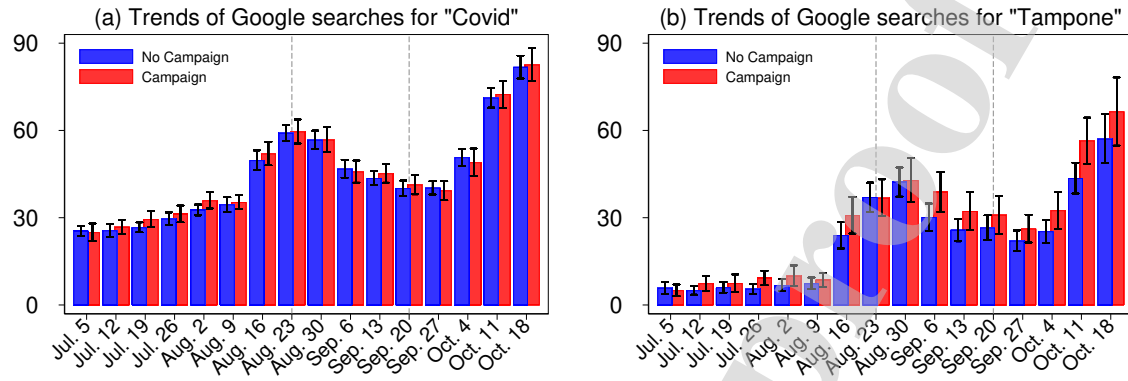 (a) Trends of Google searches for "Covid"
90
60
30
0
No Campaign
Campaign
Jul. 5
Jul. 12
Jul. 19
Jul. 26
Aug. 2
Aug. 9
Aug. 16
Aug. 23
Aug. 30
Sep. 6
Sep. 13
Sep. 20
Sep. 27
Oct. 4
Oct. 11
Oct. 18
(b) Trends of Google searches for "Tampone"
90
60
30
0
No Campaign
Campaign
Jul. 5
Jul. 12
Jul. 19
Jul. 26
Aug. 2
Aug. 9
Aug. 16
Aug. 23
Aug. 30
Sep. 6
Sep. 13
Sep. 20
Sep. 27
Oct. 4
Oct. 11
Oct. 18
proof